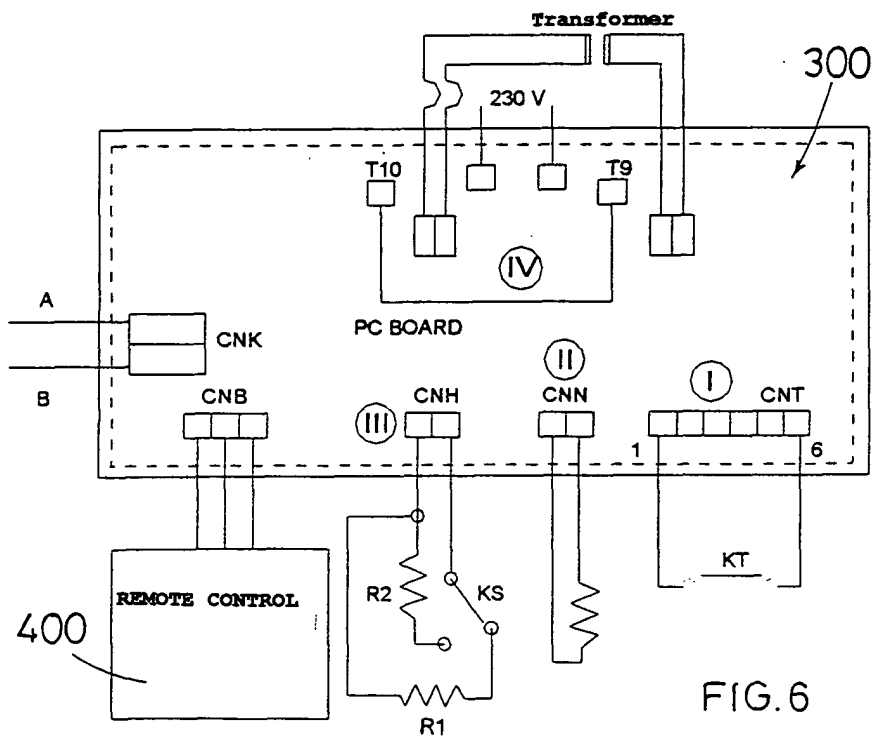 Transformer
300
230 V
T10
T9
IV
A
CNK
PC BOARD
B
II
I
CNB
III
CNH
CNN
CNT
1
6
KT
R2
KS
REMOTE CONTROL
400
R1
FIG.6